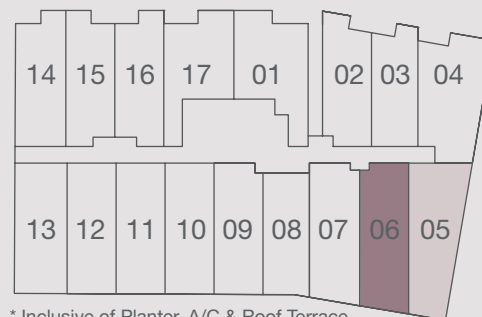 14 15 16 17 01 02 03 04
13 12 11 10 09 08 07 06 05
* Inclusive of Planter, A/C & Roof Terrace